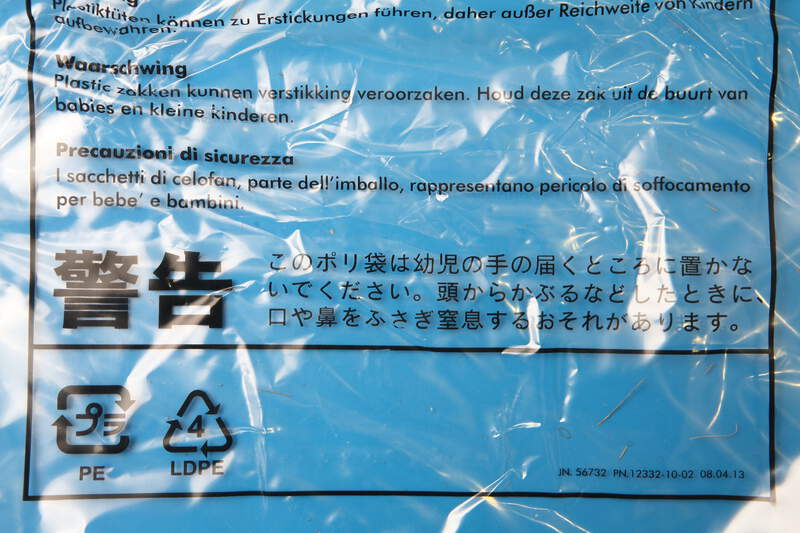 Plastiktüten können zu Erstickungen führen, daher außer Reichweite von Kindern
aufbewahren.
Waarschwing
Plastic zakken kunnen verstikking veroorzaken. Houd deze zak uit de buurt van
babies en kleine kinderen.
Precauzioni di sicurezza
I sacchetti di celofan, parte dell’imballo, rappresentano pericolo di soffocamento
per bebe’ e bambini.
警告
このポリ袋は幼児の手の届くところに置かな
いでください。頭からかぶるなどしたときに、
口や鼻をふさぎ窒息するおそれがあります。
プラ
PE
4
LDPE
JN. 56732 PN.12332-10-02 08.04.13